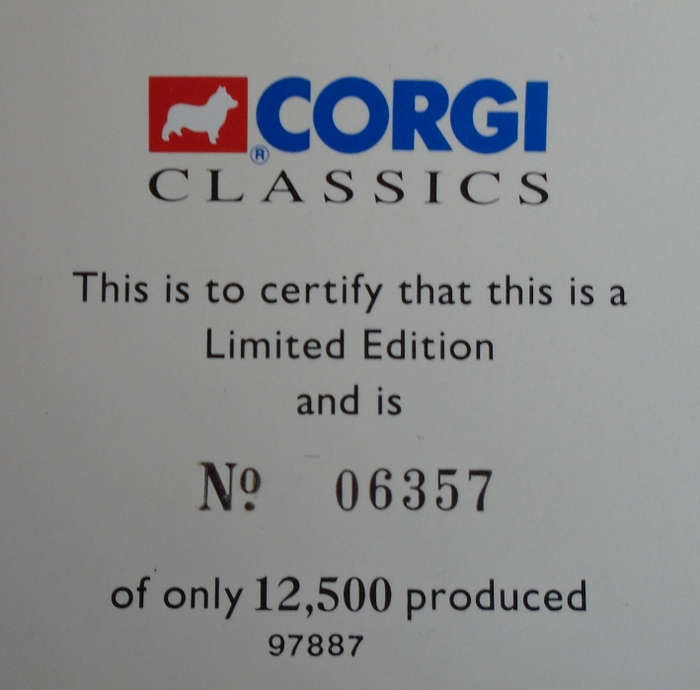 CORGI
®
CLASSICS
This is to certify that this is a
Limited Edition
and is
Nº. 06357
of only 12,500 produced
97887